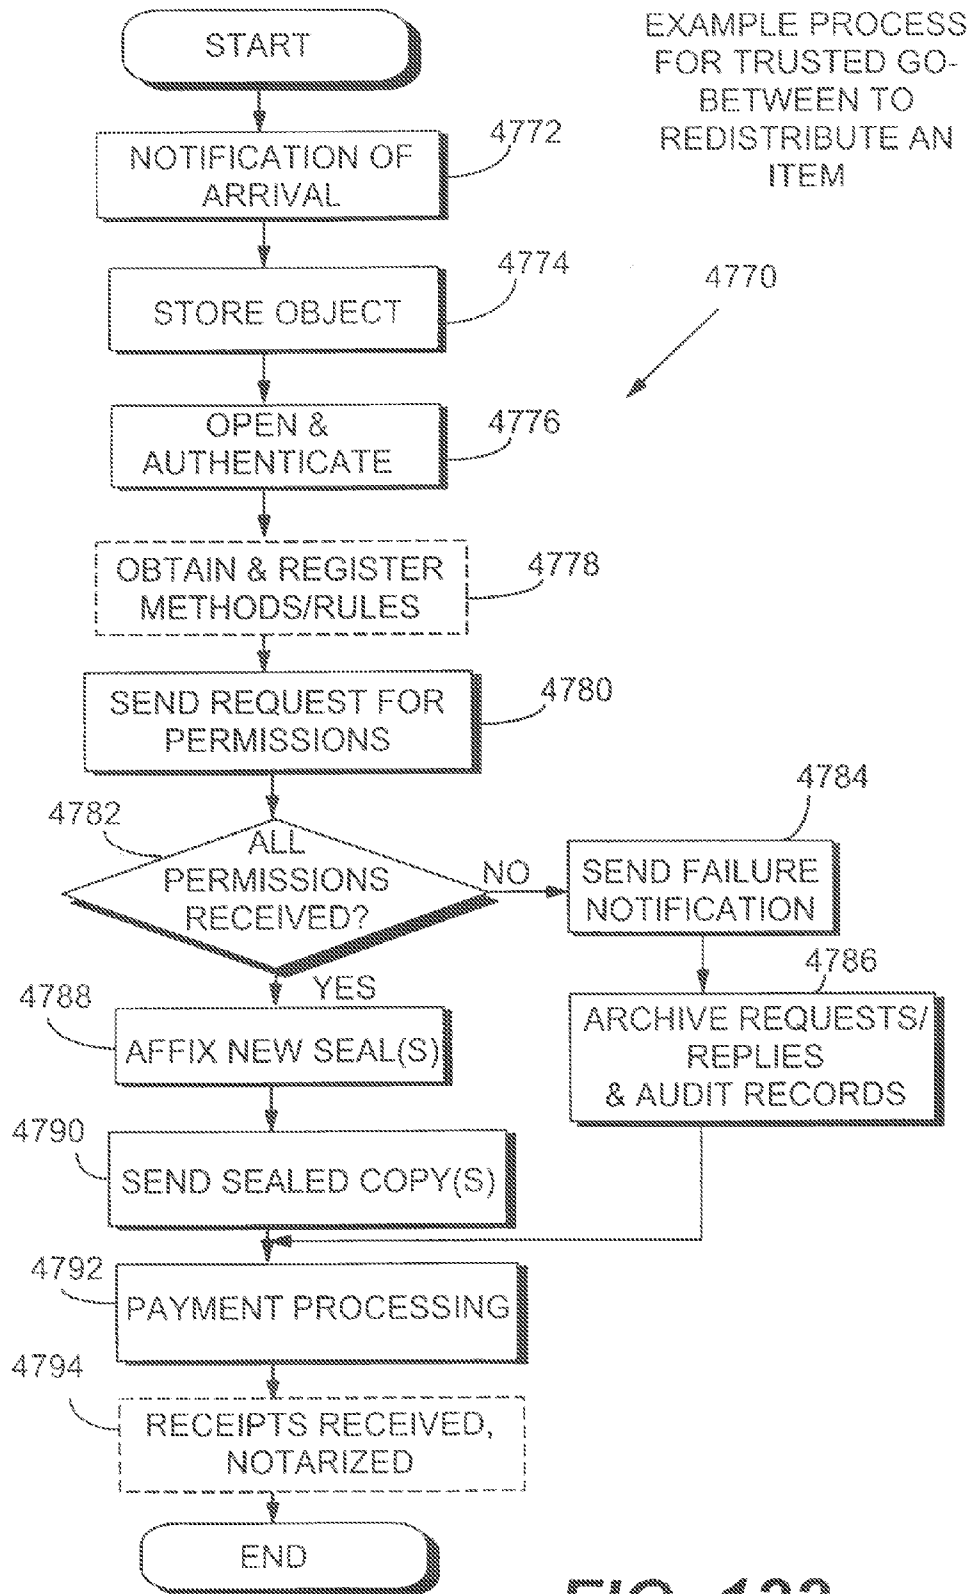 START
EXAMPLE PROCESS
FOR TRUSTED GO-
BETWEEN TO
REDISTRIBUTE AN
ITEM
4772
NOTIFICATION OF
ARRIVAL
4774
4770
STORE OBJECT
4776
OPEN &
AUTHENTICATE
4778
OBTAIN & REGISTER
METHODS/RULES
4780
SEND REQUEST FOR
PERMISSIONS
4782
ALL
PERMISSIONS
RECEIVED?
NO
4784
SEND FAILURE
NOTIFICATION
YES
4786
ARCHIVE REQUESTS/
REPLIES
& AUDIT RECORDS
4788
AFFIX NEW SEAL(S)
4790
SEND SEALED COPY(S)
4792
PAYMENT PROCESSING
4794
RECEIPTS RECEIVED,
NOTARIZED
END
FIG.